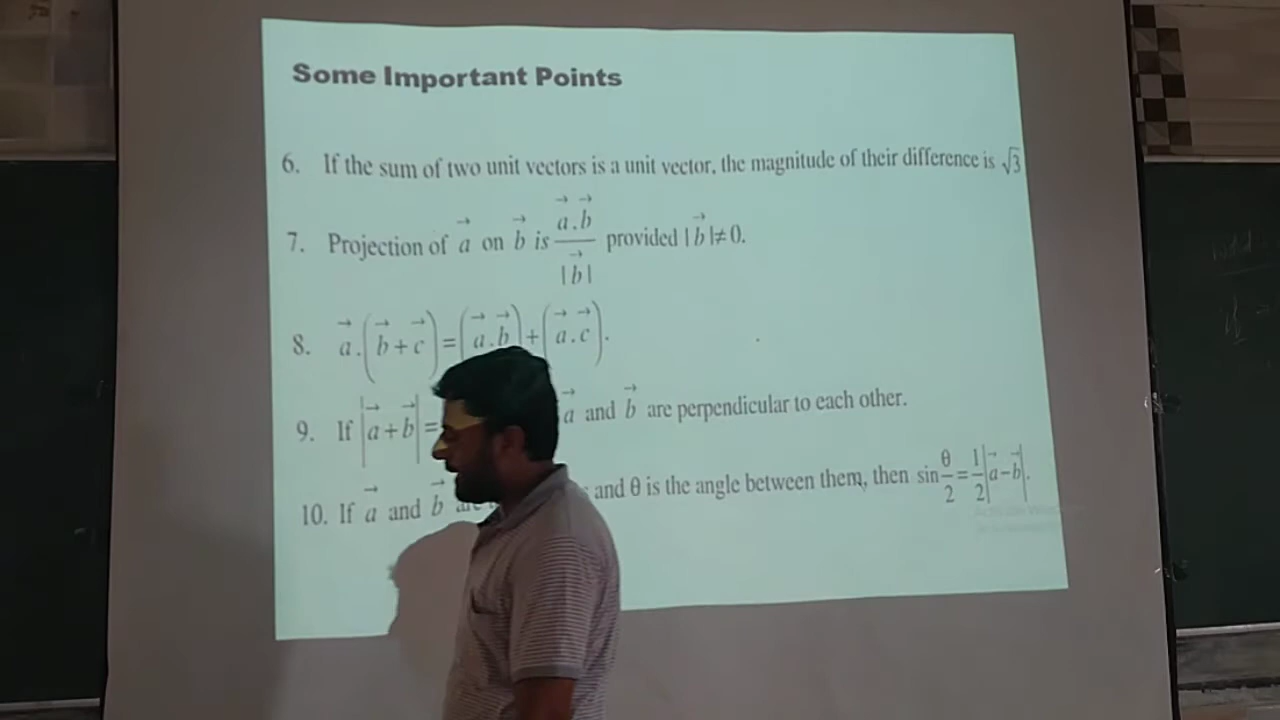 Some Important Points
6. If the sum of two unit vectors is a unit vector, the magnitude of their difference is √3
7. Projection of a⃗ on b⃗ is (a⃗ . b⃗)/|b⃗| provided | b⃗ |≠0.
8. a⃗ . (b⃗ + c⃗) = (a⃗ . b⃗) + (a⃗ . c⃗).
9. If |a⃗ + b⃗| = a⃗ and b⃗ are perpendicular to each other.
10. If a⃗ and b⃗ are and θ is the angle between them, then sin θ/2 = 1/2 |a⃗ − b⃗|.